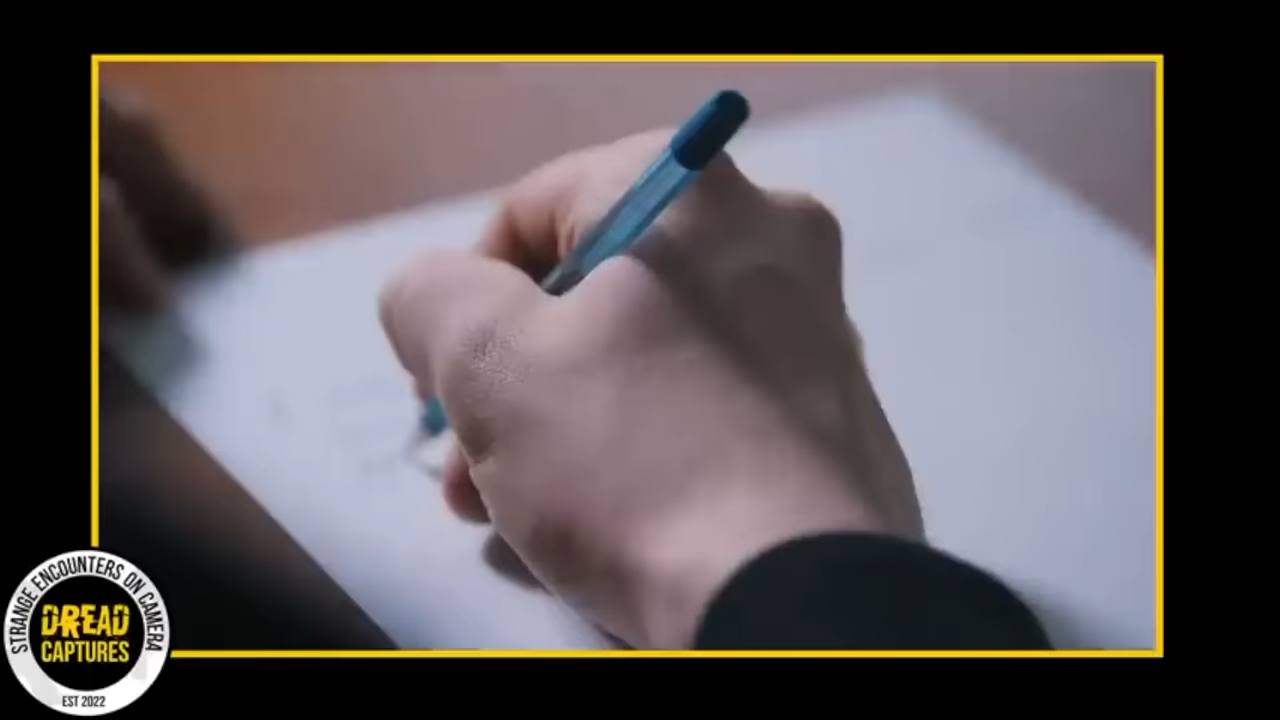 STRANGE ENCOUNTERS ON CAMERA
DREAD
CAPTURES
EST 2022